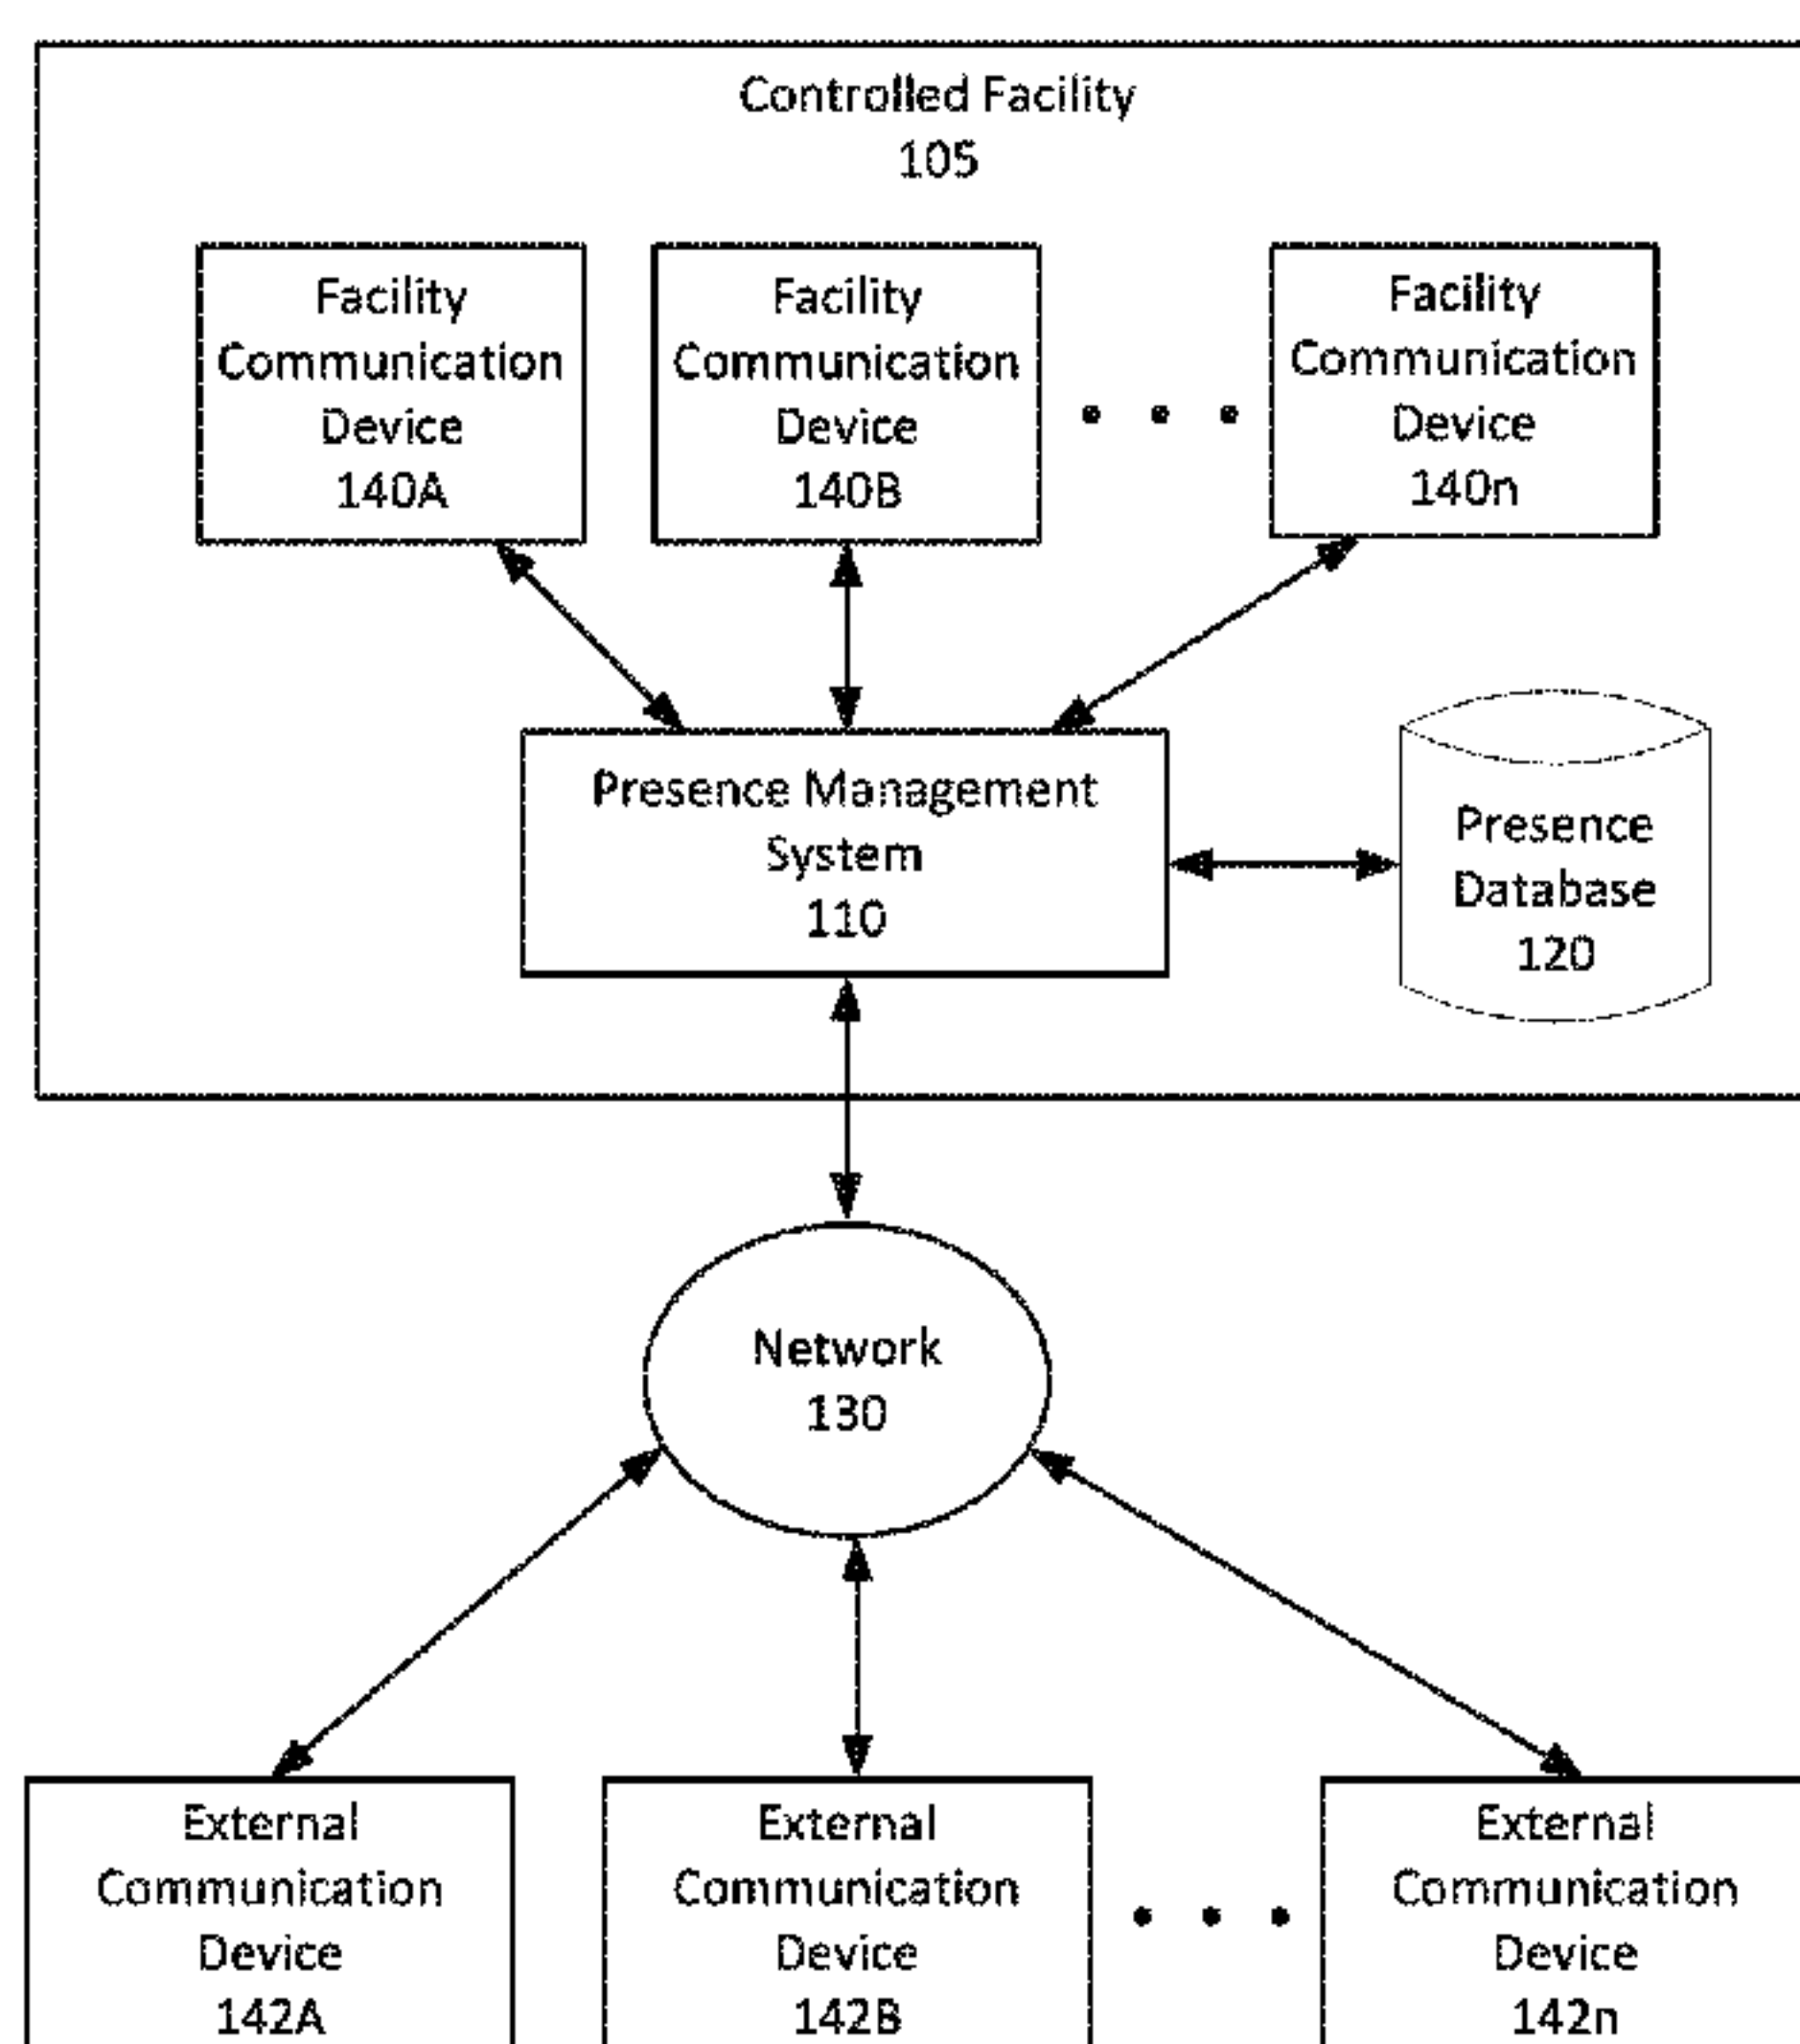 Controlled Facility
105
Facility
Communication
Device
140A
Facility
Communication
Device
140B
Facility
Communication
Device
140n
Presence Management
System
110
Presence
Database
120
Network
130
External
Communication
Device
142A
External
Communication
Device
142B
External
Communication
Device
142n